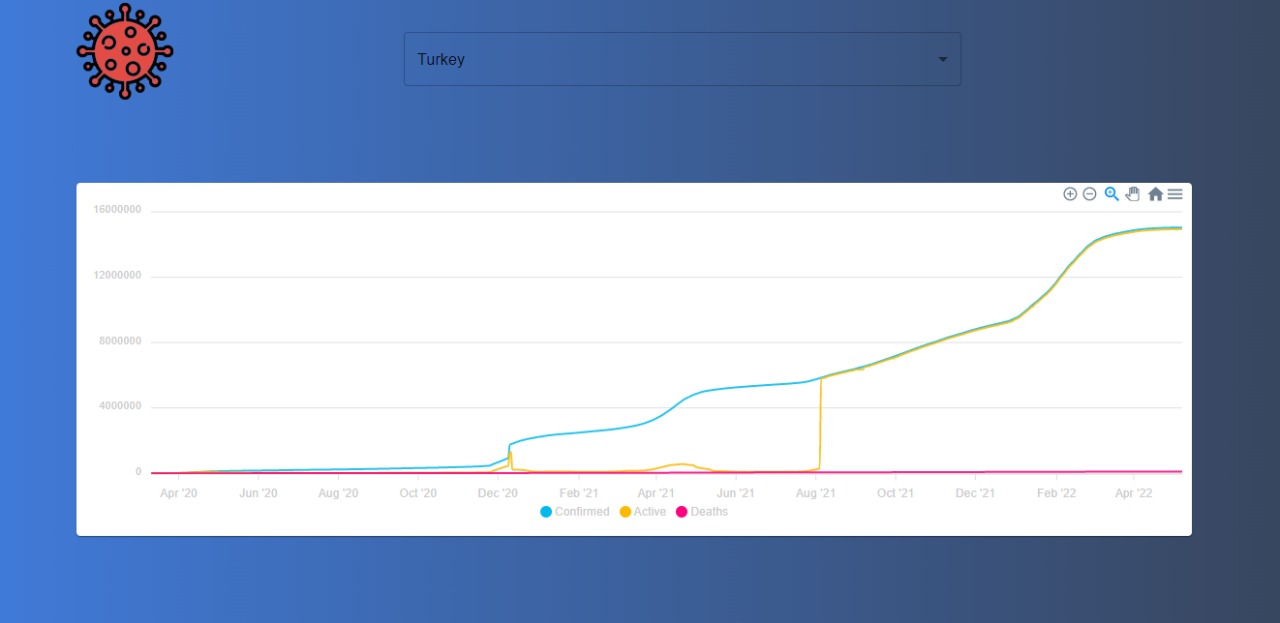 Turkey
16000000
12000000
8000000
4000000
0
Apr '20 Jun '20 Aug '20 Oct '20 Dec '20 Feb '21 Apr '21 Jun '21 Aug '21 Oct '21 Dec '21 Feb '22 Apr '22
Confirmed Active Deaths